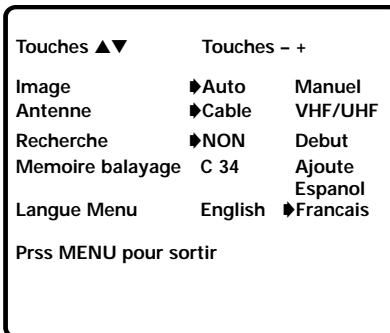 Touches ▲▼ Touches – +
Image ➧Auto Manuel
Antenne ➧Cable VHF/UHF
Recherche ➧NON Debut
Memoire balayage C 34 Ajoute
Espanol
Langue Menu English ➧Francais
Prss MENU pour sortir